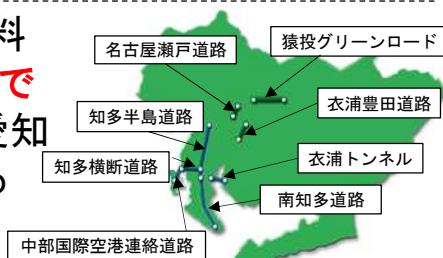 料
で
愛知
名古屋瀬戸道路
猿投グリーンロード
知多半島道路
衣浦豊田道路
知多横断道路
衣浦トンネル
南知多道路
中部国際空港連絡道路